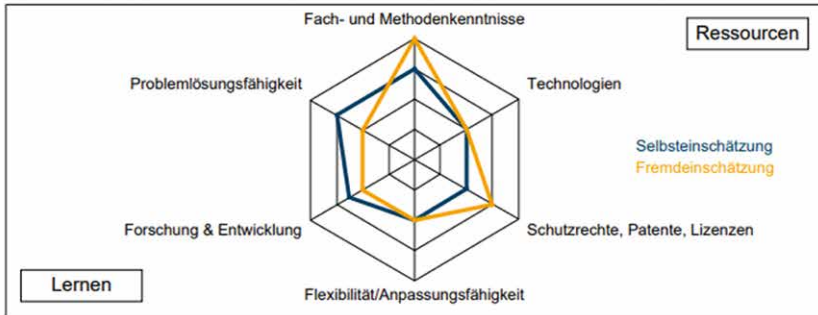 Fach- und Methodenkenntnisse
Ressourcen
Problemlösungsfähigkeit
Technologien
Selbsteinschätzung
Fremdeinschätzung
Forschung & Entwicklung
Schutzrechte, Patente, Lizenzen
Lernen
Flexibilität/Anpassungsfähigkeit